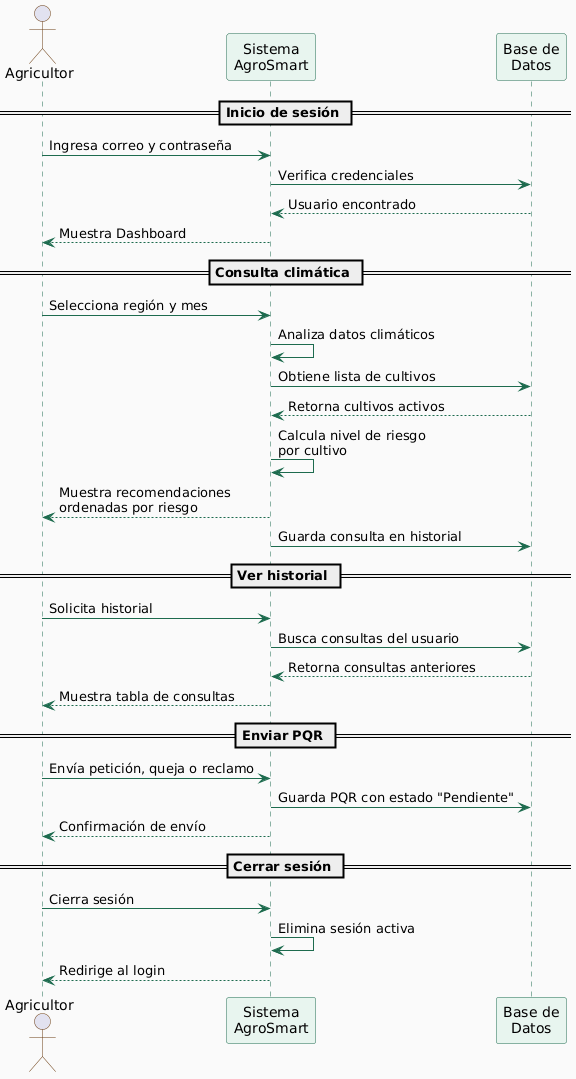 Agricultor
Sistema
AgroSmart
Base de
Datos
Inicio de sesión
Ingresa correo y contraseña
Verifica credenciales
Usuario encontrado
Muestra Dashboard
Consulta climática
Selecciona región y mes
Analiza datos climáticos
Obtiene lista de cultivos
Retorna cultivos activos
Calcula nivel de riesgo
por cultivo
Muestra recomendaciones
ordenadas por riesgo
Guarda consulta en historial
Ver historial
Solicita historial
Busca consultas del usuario
Retorna consultas anteriores
Muestra tabla de consultas
Enviar PQR
Envía petición, queja o reclamo
Guarda PQR con estado "Pendiente"
Confirmación de envío
Cerrar sesión
Cierra sesión
Elimina sesión activa
Redirige al login
Agricultor
Sistema
AgroSmart
Base de
Datos